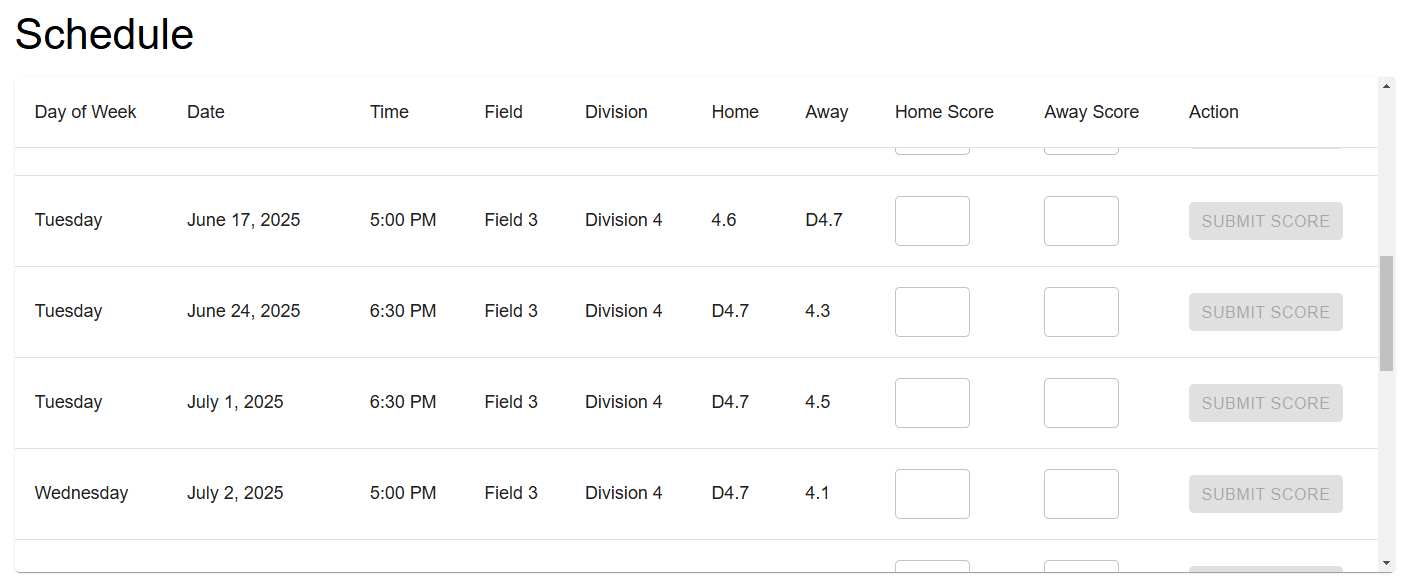 Schedule
Day of Week Date Time Field Division Home Away Home Score Away Score Action
Tuesday June 17, 2025 5:00 PM Field 3 Division 4 4.6 D4.7 SUBMIT SCORE
Tuesday June 24, 2025 6:30 PM Field 3 Division 4 D4.7 4.3 SUBMIT SCORE
Tuesday July 1, 2025 6:30 PM Field 3 Division 4 D4.7 4.5 SUBMIT SCORE
Wednesday July 2, 2025 5:00 PM Field 3 Division 4 D4.7 4.1 SUBMIT SCORE